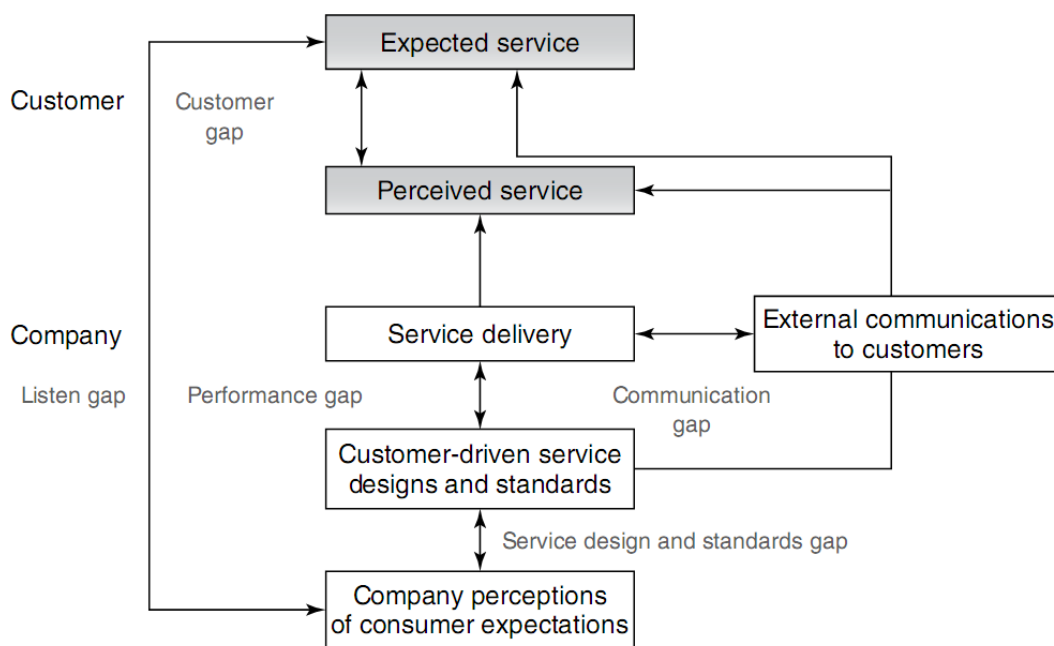 Expected service
Customer
Customer
gap
Perceived service
Company
Service delivery
External communications
to customers
Listen gap
Performance gap
Communication
gap
Customer-driven service
designs and standards
Service design and standards gap
Company perceptions
of consumer expectations